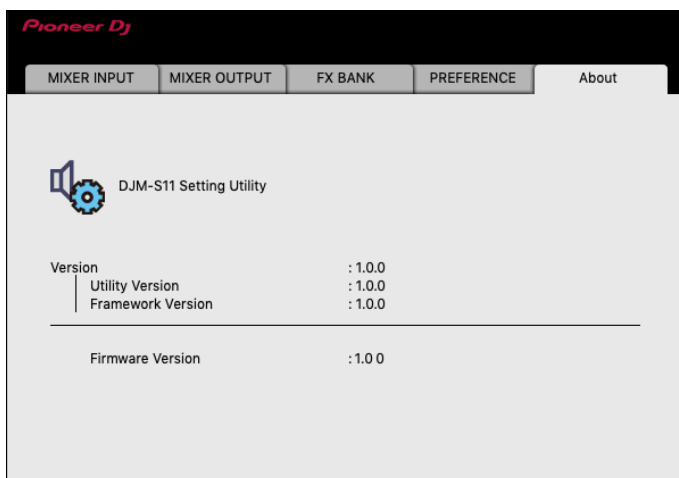 Pioneer Dj
MIXER INPUT MIXER OUTPUT FX BANK PREFERENCE About
DJM-S11 Setting Utility
Version : 1.0.0
Utility Version : 1.0.0
Framework Version : 1.0.0
Firmware Version : 1.0 0